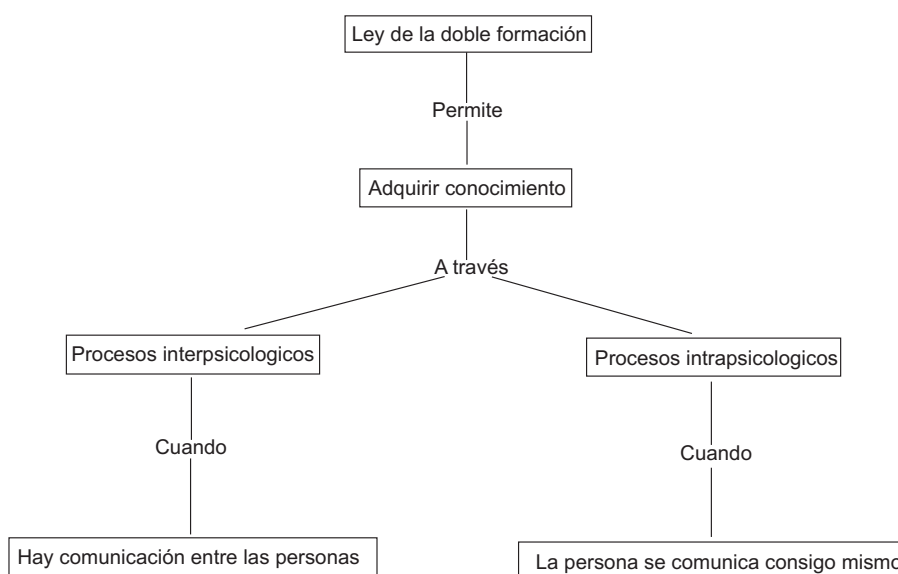 Ley de la doble formación
Permite
Adquirir conocimiento
A través
Procesos interpsicologicos
Procesos intrapsicologicos
Cuando
Cuando
Hay comunicación entre las personas
La persona se comunica consigo mismo